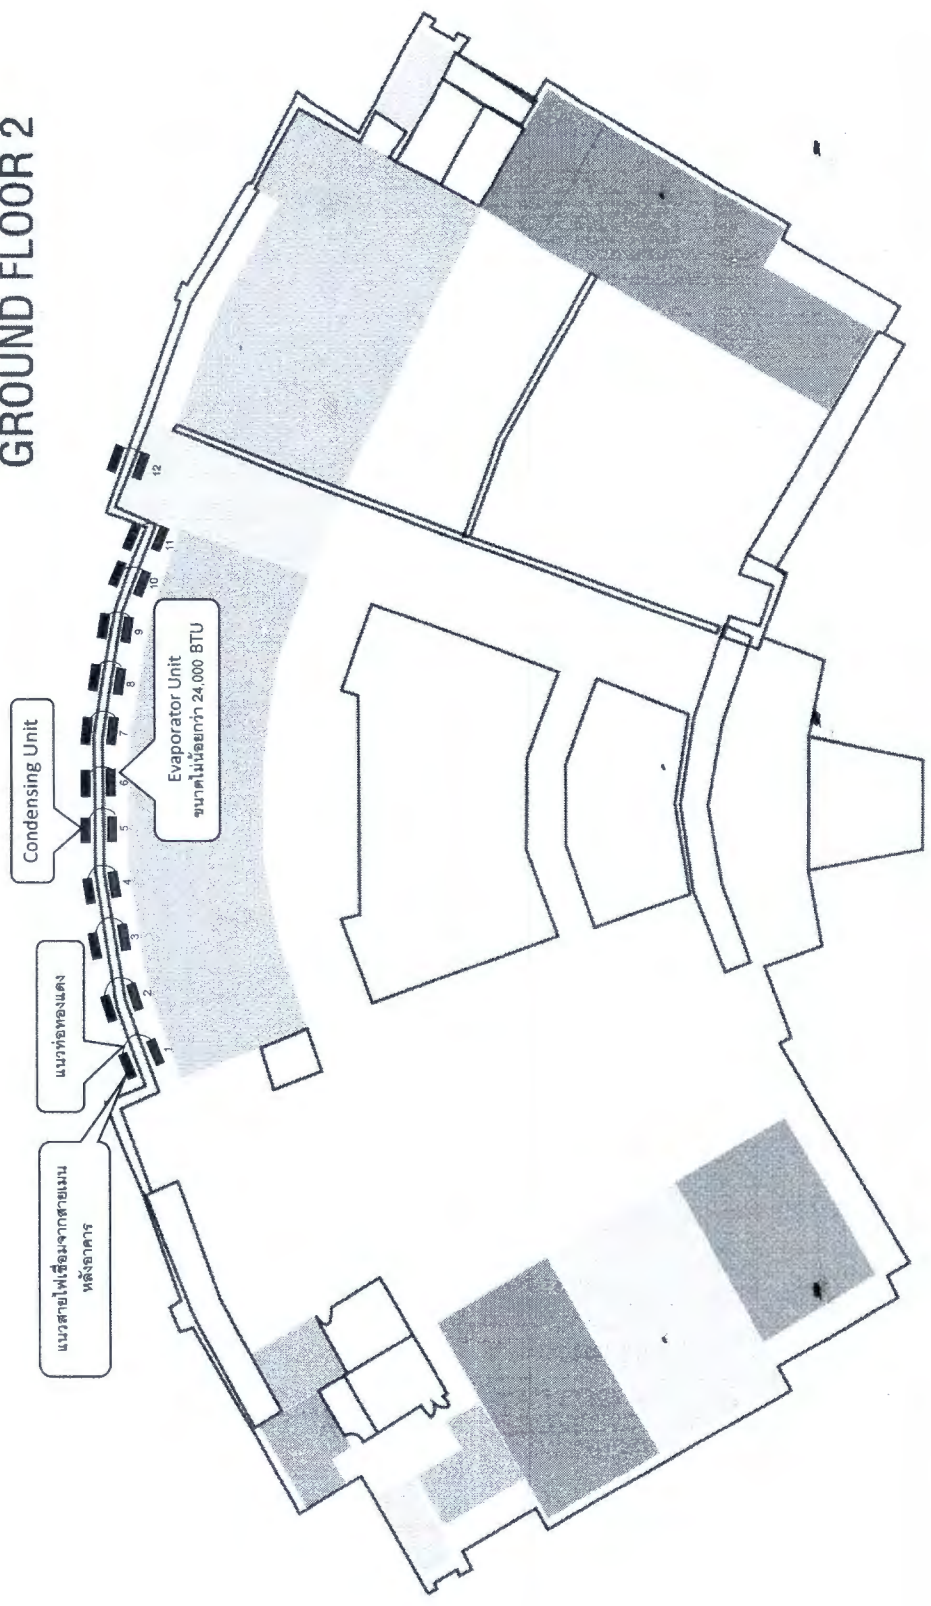 GROUND FLOOR 2
แนวสายไฟเชื่อมจากสายเมน
หลังอาคาร
แนวท่อทองแดง
Condensing Unit
Evaporator Unit
ขนาดไม่น้อยกว่า 24,000 BTU
1
2
3
4
5
6
7
8
9
10
11
12